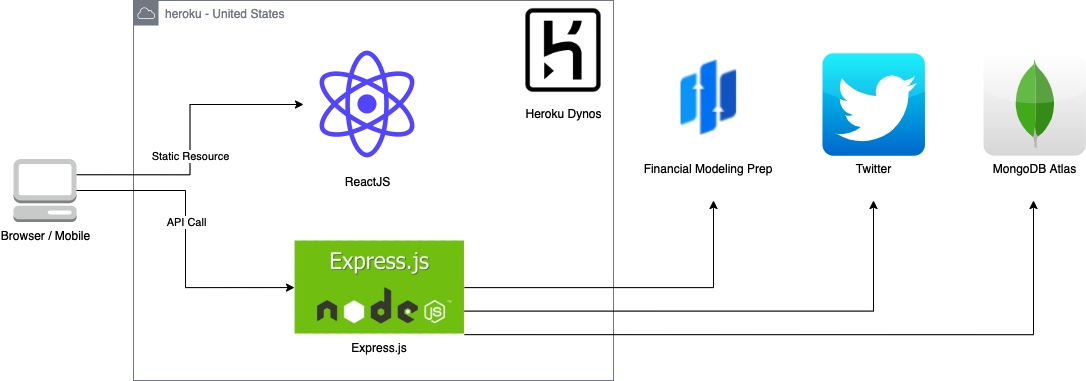 heroku - United States
Heroku Dynos
Static Resource
ReactJS
Financial Modeling Prep
Twitter
MongoDB Atlas
Browser / Mobile
API Call
Express.js
node
JS
™
Express.js